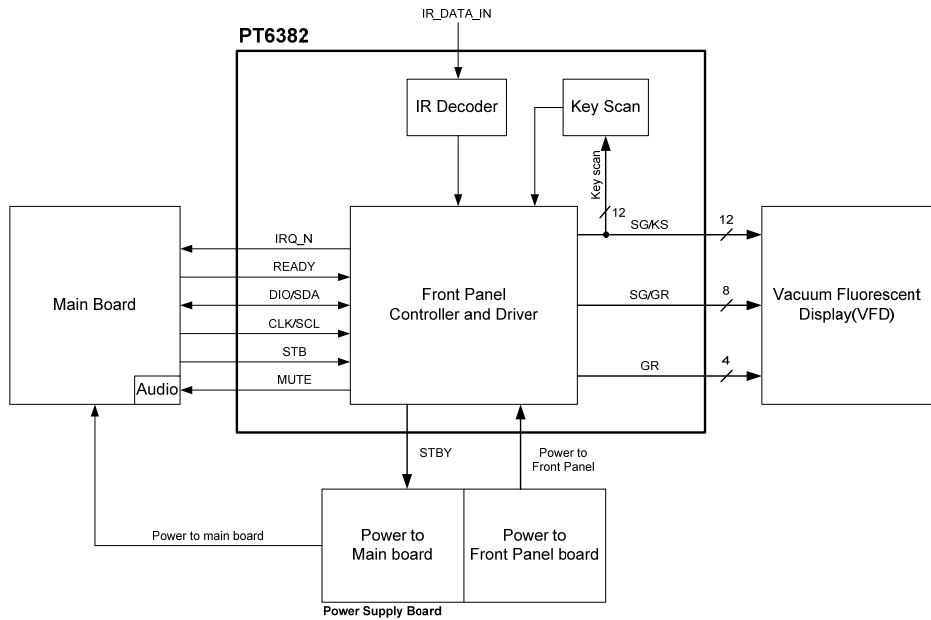 IR_DATA_IN
PT6382
IR Decoder
Key Scan
Key scan
12
Main Board
Audio
IRQ_N
READY
DIO/SDA
CLK/SCL
STB
MUTE
Front Panel
Controller and Driver
SG/KS
12
SG/GR
8
GR
4
Vacuum Fluorescent
Display(VFD)
STBY
Power to
Front Panel
Power to main board
Power to
Main board
Power to
Front Panel board
Power Supply Board